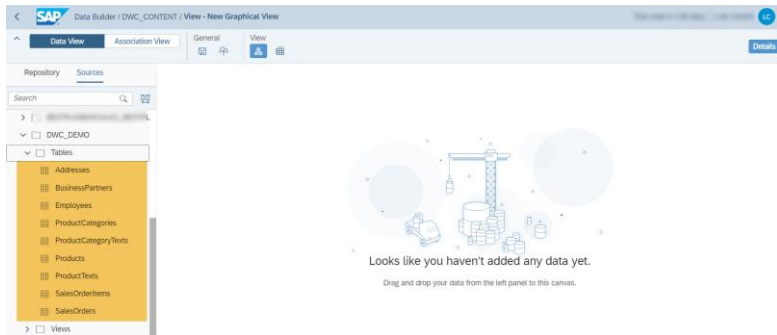 SAP Data Builder / DWC_CONTENT / View - New Graphical View
LC
Data View Association View
General
View
Details
Repository Sources
Search
DWC_DEMO
Tables
Addresses
BusinessPartners
Employees
ProductCategories
ProductCategoryTexts
Products
ProductTexts
SalesOrderItems
SalesOrders
Views
Looks like you haven't added any data yet.
Drag and drop your data from the left panel to this canvas.